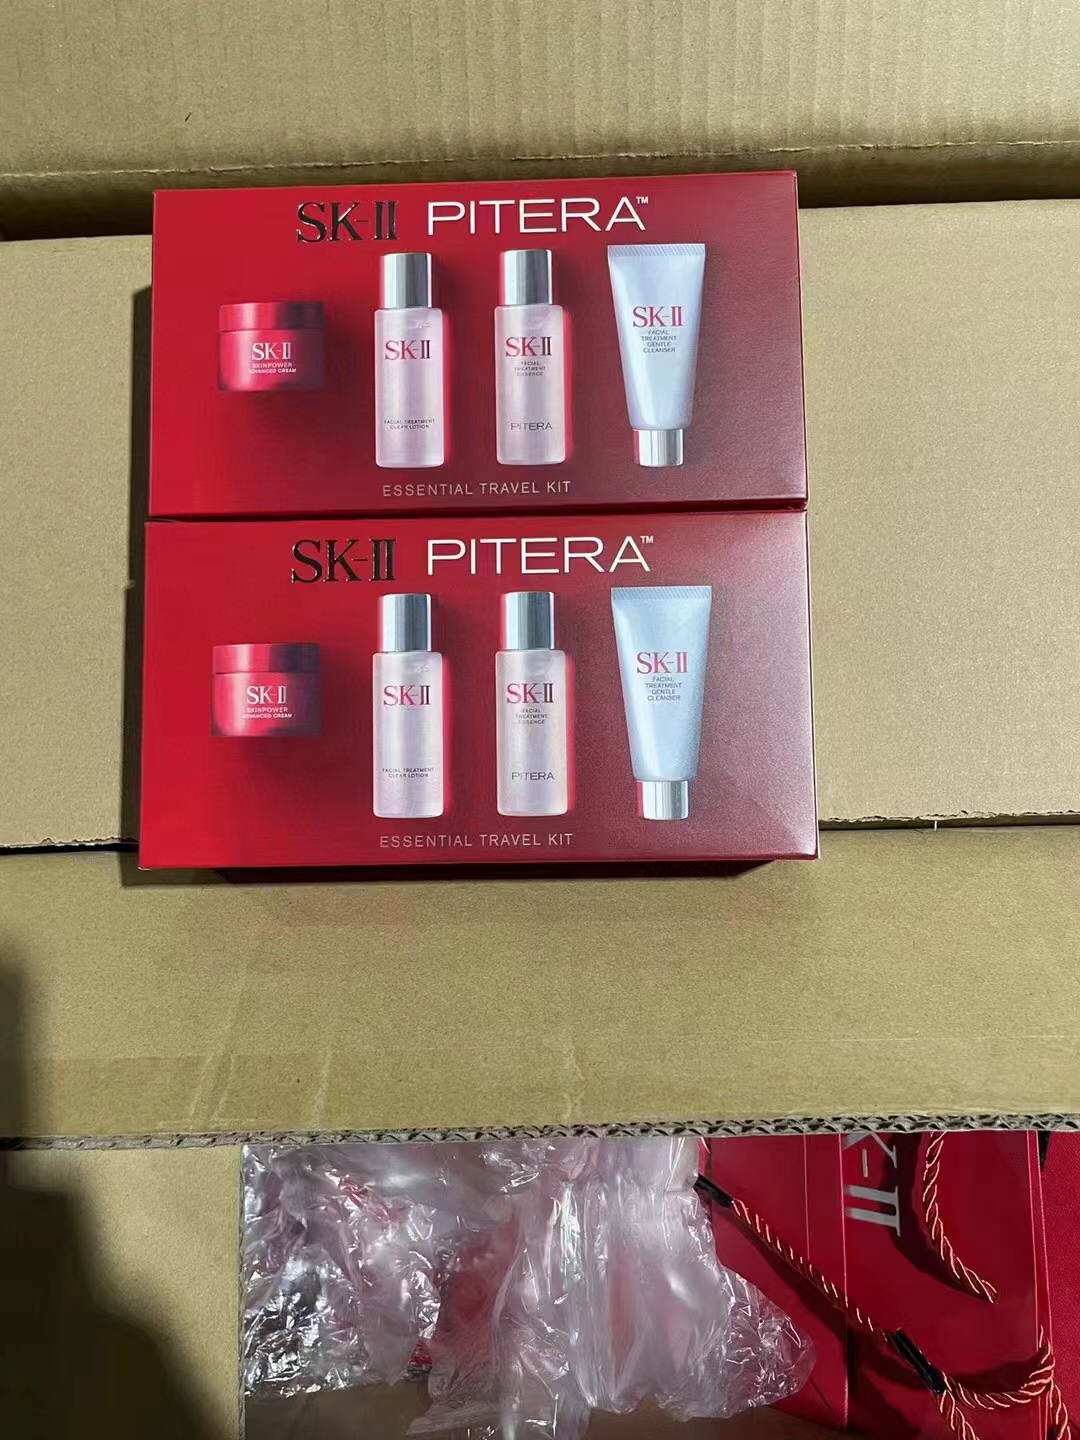 SK-II PITERA™
SK-II
SKINPOWER
ADVANCED CREAM
SK-II
FACIAL TREATMENT
CLEAR LOTION
SK-II
FACIAL
TREATMENT
ESSENCE
PITERA
SK-II
FACIAL
TREATMENT
GENTLE
CLEANSER
ESSENTIAL TRAVEL KIT
SK-II PITERA™
SK-II
SKINPOWER
ADVANCED CREAM
SK-II
FACIAL TREATMENT
CLEAR LOTION
SK-II
FACIAL
TREATMENT
ESSENCE
PITERA
SK-II
FACIAL
TREATMENT
GENTLE
CLEANSER
ESSENTIAL TRAVEL KIT
K-II